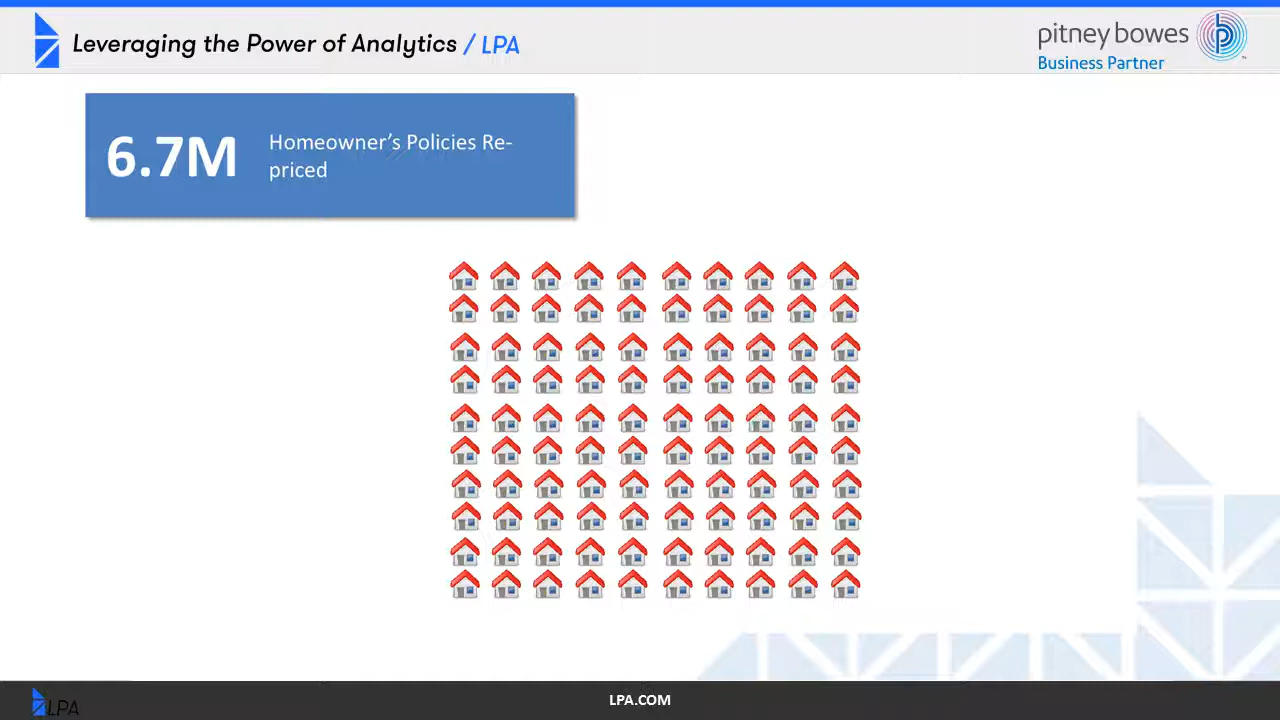 Leveraging the Power of Analytics / LPA
pitney bowes
Business Partner
6.7M
Homeowner’s Policies Re-
priced
LPA
LPA.COM